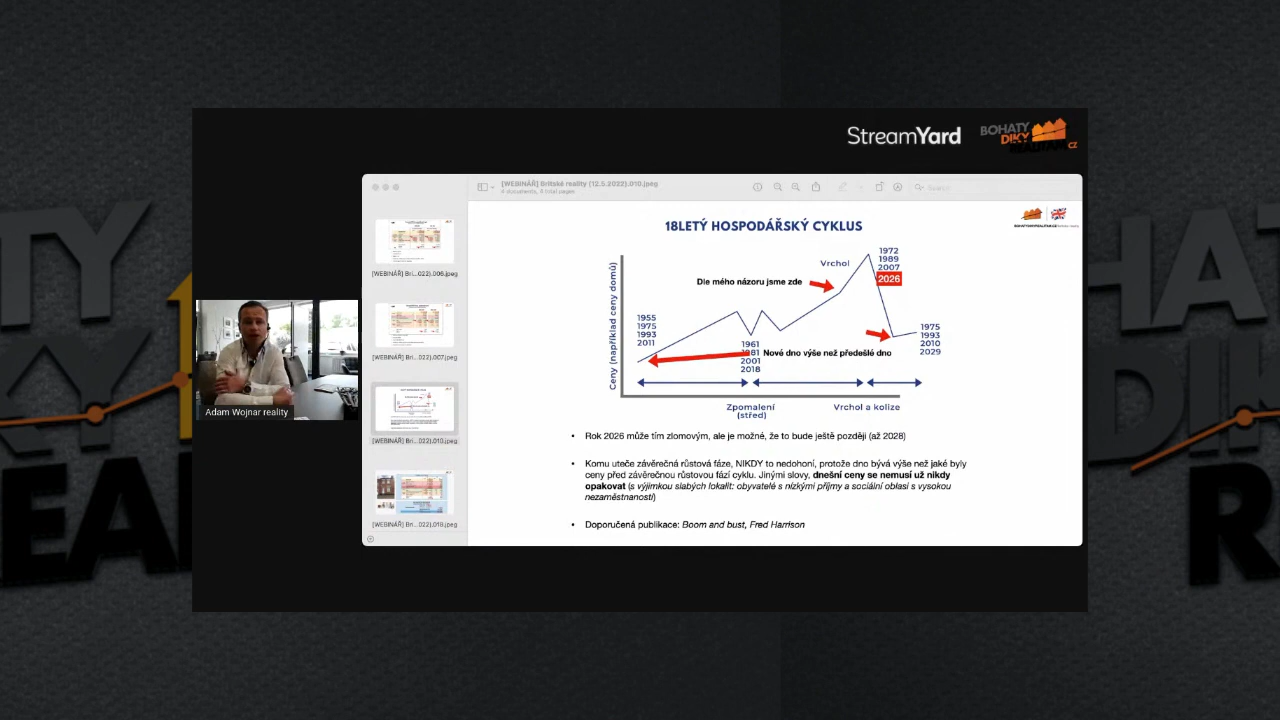 StreamYard
BOHATY
DIKY
REALITAM.CZ
[WEBINÁŘ] Britské reality (12.5.2022).010.jpeg
Search
[WEBINÁŘ] Bri...022).006.jpeg
[WEBINÁŘ] Bri...022).007.jpeg
[WEBINÁŘ] Bri...022).010.jpeg
[WEBINÁŘ] Bri...022).018.jpeg
Adam Wojnar reality
18LETÝ HOSPODÁŘSKÝ CYKLUS
Ceny (například ceny domů)
Vrchol
1972
1989
2007
2026
Dle mého názoru jsme zde
1955
1975
1993
2011
1961
1981
2001
2018
Nové dno výše než předešlé dno
1975
1993
2010
2029
Zpomalení
(střed)
Vrchol a kolize
• Rok 2026 může tím zlomovým, ale je možné, že to bude ještě později (až 2028)
• Komu uteče závěrečná růstová fáze, NIKDY to nedohoní, protože dno bývá výše než jaké byly
ceny před závěrečnou růstovou fází cyklu. Jinými slovy, dnešní ceny se nemusí už nikdy
opakovat (s výjimkou slabých lokalit: obyvatelé s nízkými příjmy a sociální oblasi s vysokou
nezaměstnaností)
• Doporučená publikace: Boom and bust, Fred Harrison